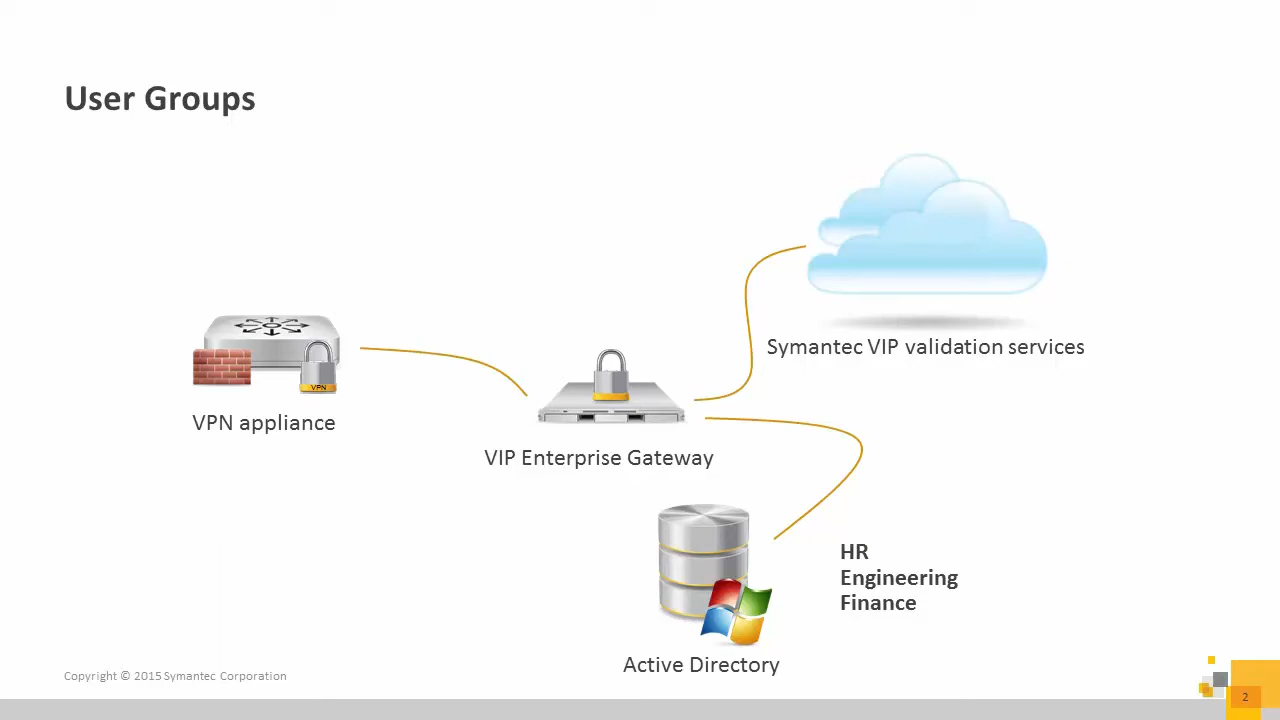 User Groups
Symantec VIP validation services
VPN
VPN appliance
VIP Enterprise Gateway
HR
Engineering
Finance
Active Directory
Copyright © 2015 Symantec Corporation
2